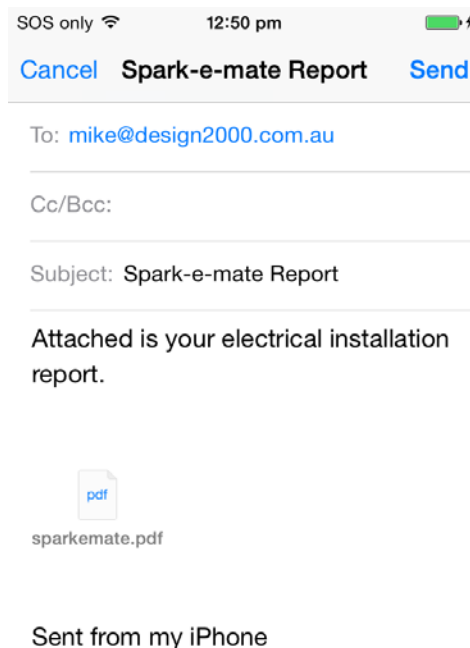 SOS only 12:50 pm
Cancel Spark-e-mate Report Send
To: mike@design2000.com.au
Cc/Bcc:
Subject: Spark-e-mate Report
Attached is your electrical installation
report.
pdf
sparkemate.pdf
Sent from my iPhone